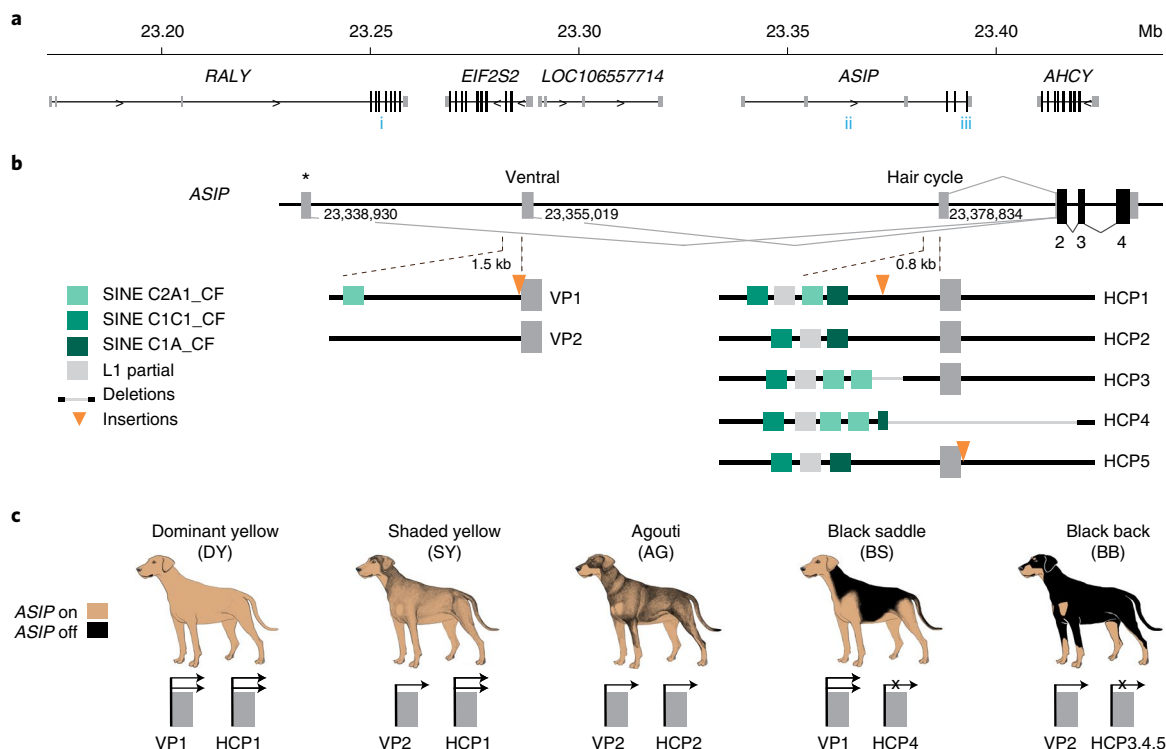 a
23.20 23.25 23.30 23.35 23.40 Mb
RALY EIF2S2 LOC106557714 ASIP AHCY
i ii iii
b
* Ventral Hair cycle
ASIP
23,338,930 23,355,019 23,378,834
2 3 4
1.5 kb 0.8 kb
SINE C2A1_CF
SINE C1C1_CF
SINE C1A_CF
L1 partial
Deletions
Insertions
VP1
VP2
HCP1
HCP2
HCP3
HCP4
HCP5
c
Dominant yellow
(DY)
Shaded yellow
(SY)
Agouti
(AG)
Black saddle
(BS)
Black back
(BB)
ASIP on
ASIP off
x x
VP1 HCP1 VP2 HCP1 VP2 HCP2 VP1 HCP4 VP2 HCP3,4,5